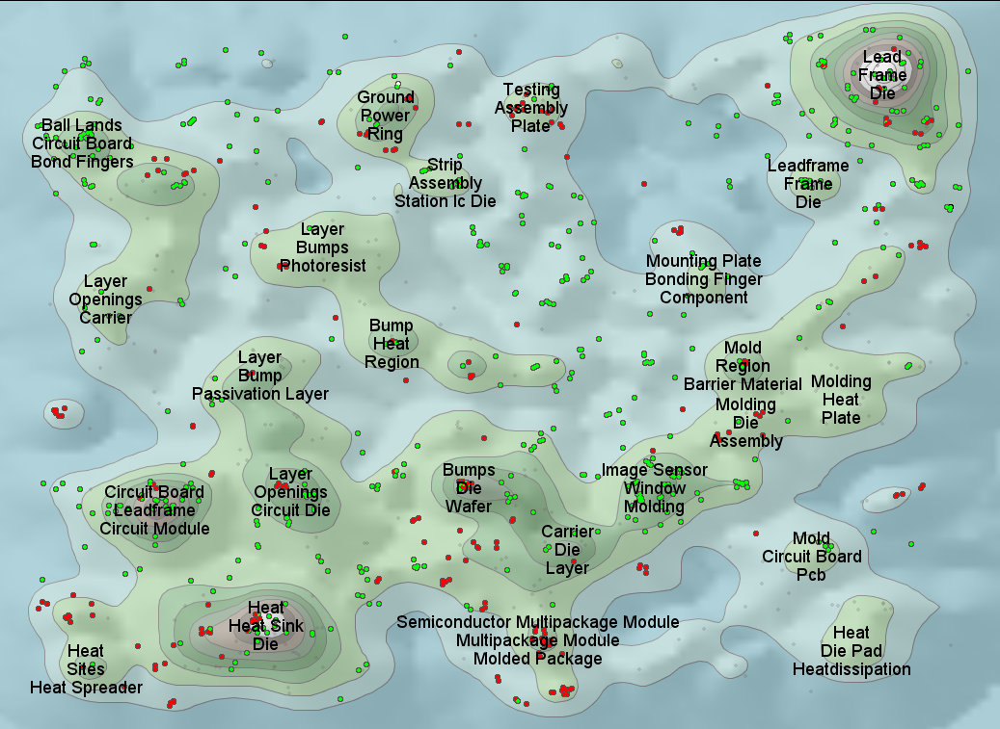 Lead
Frame
Die
Ground
Power
Ring
Testing
Assembly
Plate
Ball Lands
Circuit Board
Bond Fingers
Strip
Assembly
Station Ic Die
Leadframe
Frame
Die
Layer
Bumps
Photoresist
Mounting Plate
Bonding Finger
Component
Layer
Openings
Carrier
Bump
Heat
Region
Layer
Bump
Passivation Layer
Mold
Region
Barrier Material
Molding
Heat
Plate
Molding
Die
Assembly
Circuit Board
Leadframe
Circuit Module
Layer
Openings
Circuit Die
Bumps
Die
Wafer
Image Sensor
Window
Molding
Carrier
Die
Layer
Mold
Circuit Board
Pcb
Heat
Heat Sink
Die
Semiconductor Multipackage Module
Multipackage Module
Molded Package
Heat
Sites
Heat Spreader
Heat
Die Pad
Heatdissipation